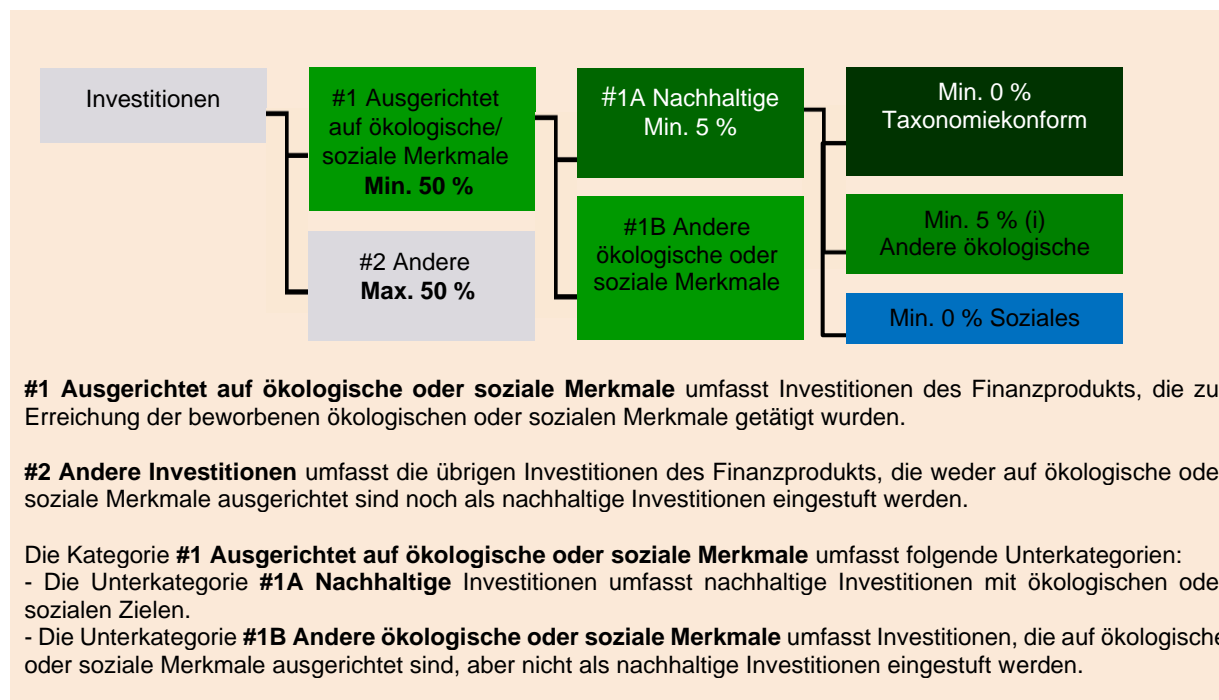 Investitionen
#1 Ausgerichtet
auf ökologische/
soziale Merkmale
Min. 50 %
#2 Andere
Max. 50 %
#1A Nachhaltige
Min. 5 %
#1B Andere
ökologische oder
soziale Merkmale
Min. 0 %
Taxonomiekonform
Min. 5 % (i)
Andere ökologische
Min. 0 % Soziales
#1 Ausgerichtet auf ökologische oder soziale Merkmale umfasst Investitionen des Finanzprodukts, die zu
Erreichung der beworbenen ökologischen oder sozialen Merkmale getätigt wurden.
#2 Andere Investitionen umfasst die übrigen Investitionen des Finanzprodukts, die weder auf ökologische ode
soziale Merkmale ausgerichtet sind noch als nachhaltige Investitionen eingestuft werden.
Die Kategorie #1 Ausgerichtet auf ökologische oder soziale Merkmale umfasst folgende Unterkategorien:
- Die Unterkategorie #1A Nachhaltige Investitionen umfasst nachhaltige Investitionen mit ökologischen ode
sozialen Zielen.
- Die Unterkategorie #1B Andere ökologische oder soziale Merkmale umfasst Investitionen, die auf ökologische
oder soziale Merkmale ausgerichtet sind, aber nicht als nachhaltige Investitionen eingestuft werden.